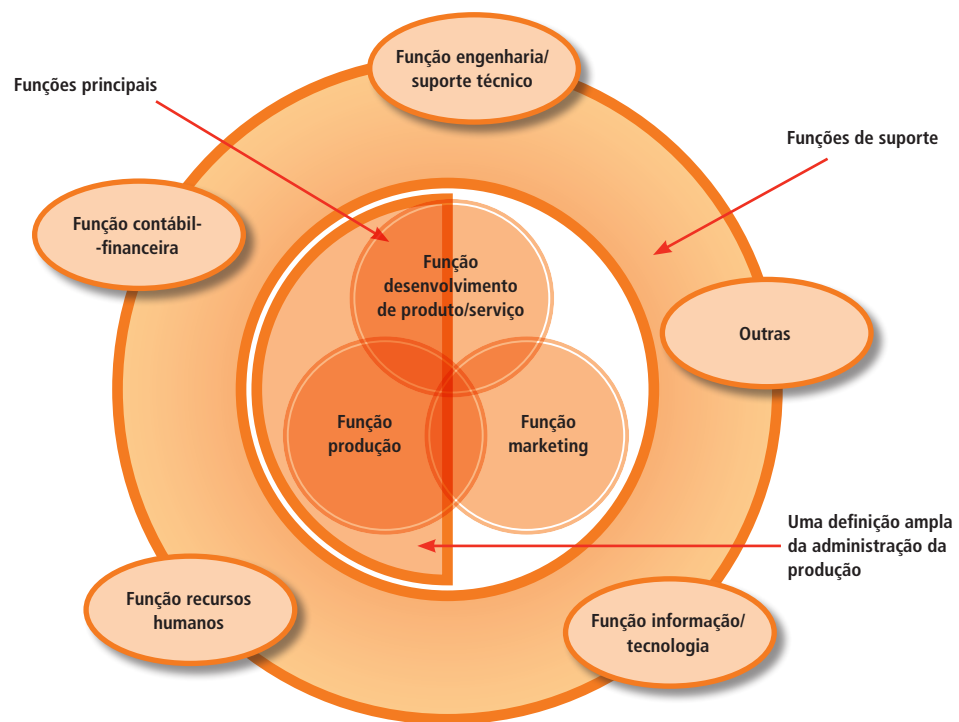 Função engenharia/
suporte técnico
Funções principais
Funções de suporte
Função contábil-
-financeira
Função
desenvolvimento
de produto/serviço
Outras
Função
produção
Função
marketing
Uma definição ampla
da administração da
produção
Função recursos
humanos
Função informação/
tecnologia